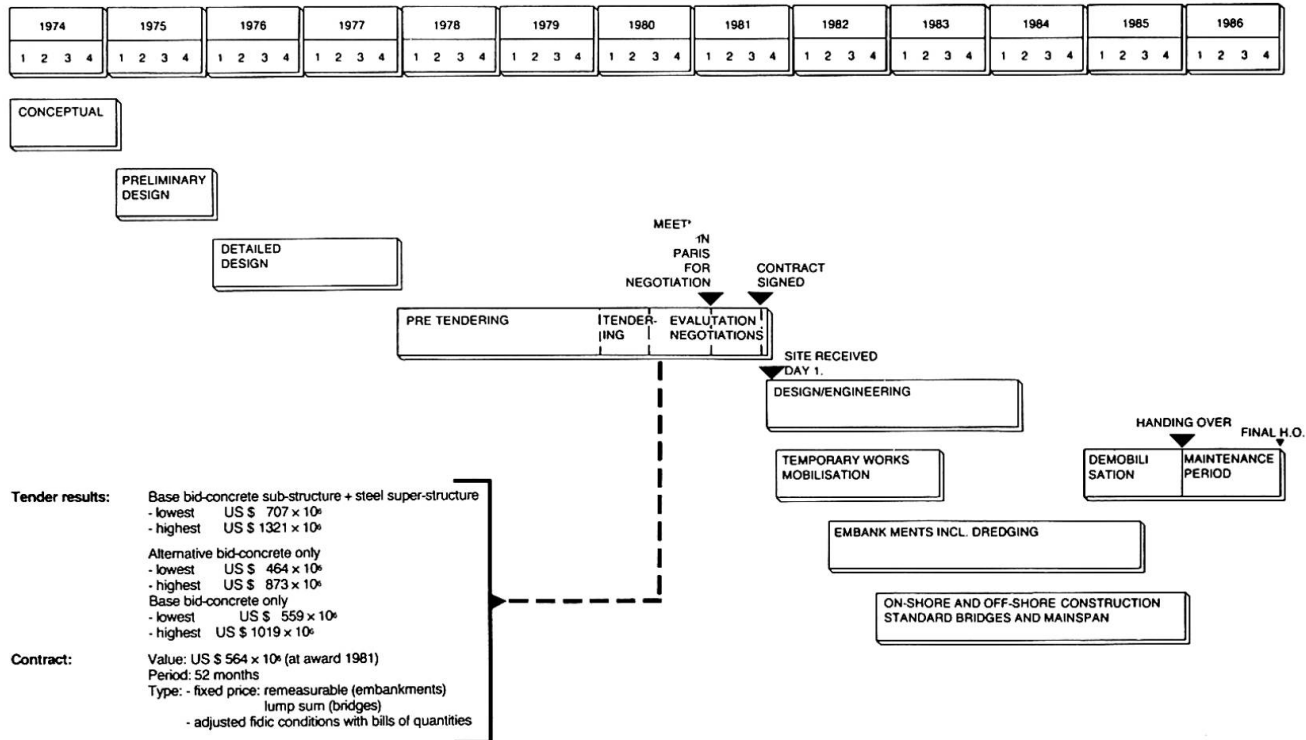 1974 1975 1976 1977 1978 1979 1980 1981 1982 1983 1984 1985 1986
1 2 3 4 1 2 3 4 1 2 3 4 1 2 3 4 1 2 3 4 1 2 3 4 1 2 3 4 1 2 3 4 1 2 3 4 1 2 3 4 1 2 3 4 1 2 3 4 1 2 3 4
CONCEPTUAL
PRELIMINARY
DESIGN
DETAILED
DESIGN
MEET
IN
PARIS
FOR
NEGOTIATION
CONTRACT
SIGNED
PRE TENDERING
TENDER-
ING
EVALUTATION
NEGOTIATIONS
SITE RECEIVED
DAY 1.
DESIGN/ENGINEERING
TEMPORARY WORKS
MOBILISATION
HANDING OVER
FINAL H.O.
DEMOBILI
SATION
MAINTENANCE
PERIOD
EMBANK MENTS INCL. DREDGING
ON-SHORE AND OFF-SHORE CONSTRUCTION
STANDARD BRIDGES AND MAINSPAN
Tender results: Base bid-concrete sub-structure + steel super-structure
- lowest US $ 707 × 10⁶
- highest US $ 1321 × 10⁶
Alternative bid-concrete only
- lowest US $ 464 × 10⁶
- highest US $ 873 × 10⁶
Base bid-concrete only
- lowest US $ 559 × 10⁶
- highest US $ 1019 × 10⁶
Contract: Value: US $ 564 × 10⁶ (at award 1981)
Period: 52 months
Type: - fixed price: remeasurable (embankments)
lump sum (bridges)
- adjusted fidic conditions with bills of quantities